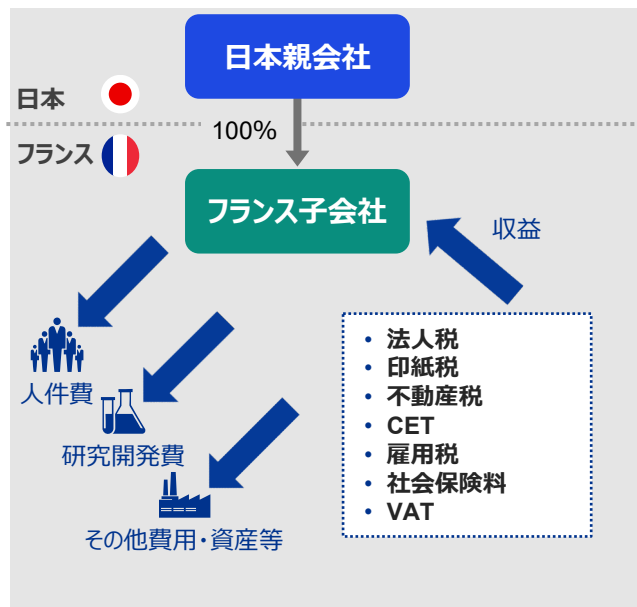 日本親会社
日本
100%
フランス
フランス子会社
収益
人件費
研究開発費
その他費用・資産等
• 法人税
• 印紙税
• 不動産税
• CET
• 雇用税
• 社会保険料
• VAT